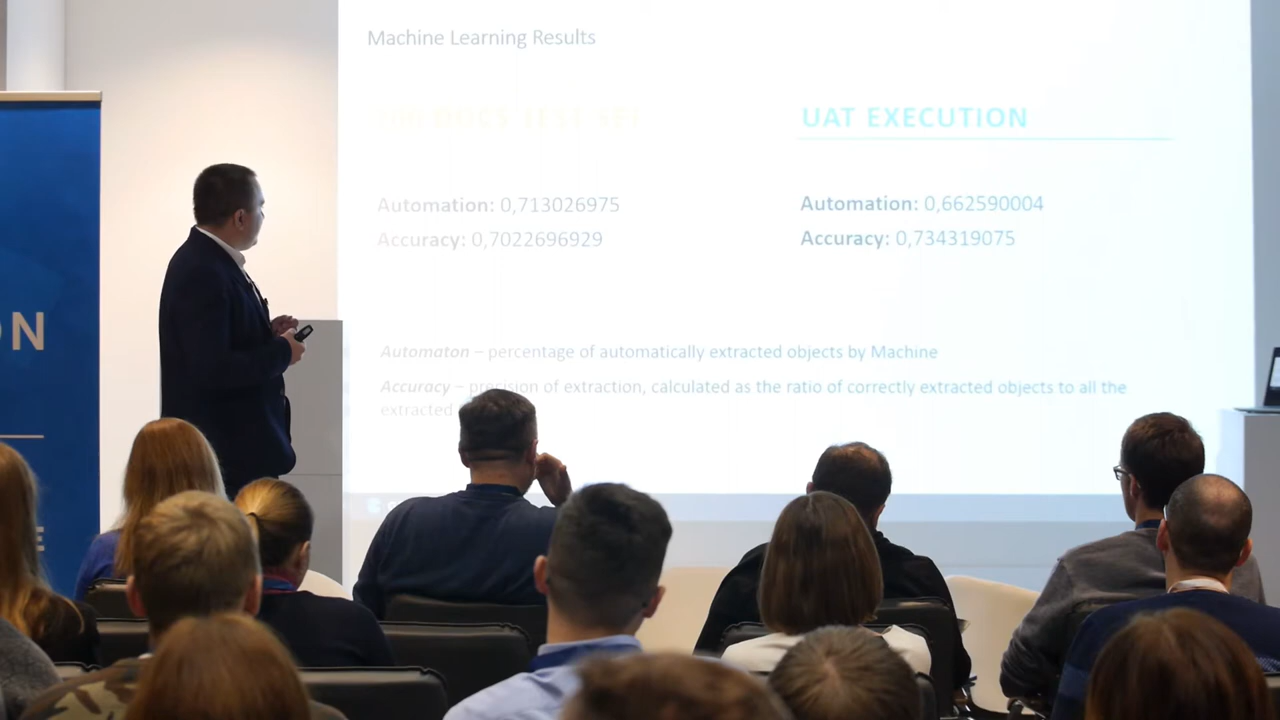 Machine Learning Results
UAT EXECUTION
Automation: 0,713026975
Accuracy: 0,7022696929
Automation: 0,662590004
Accuracy: 0,734319075
Automaton – percentage of automatically extracted objects by Machine
Accuracy – precision of extraction, calculated as the ratio of correctly extracted objects to all the
extracted
ON
E